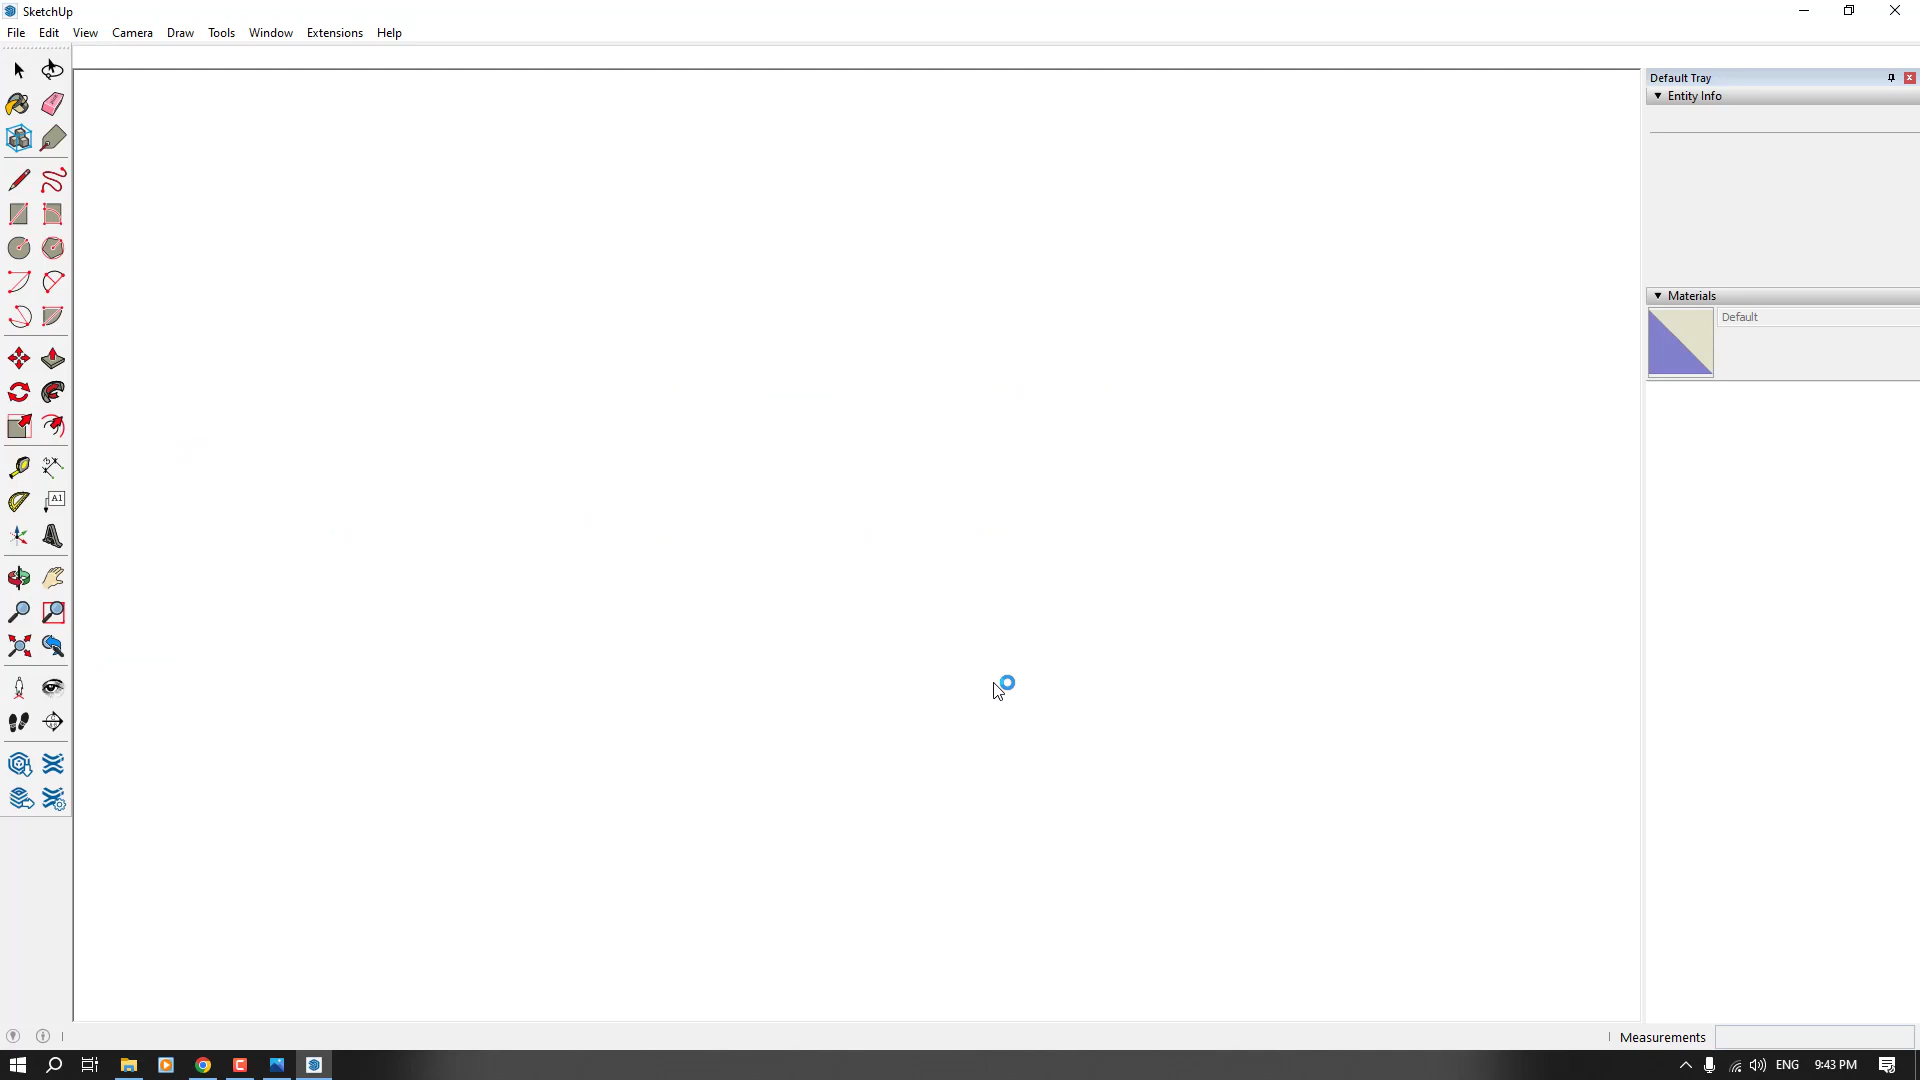 SketchUp
File Edit View Camera Draw Tools Window Extensions Help
Default Tray
Entity Info
Materials
Default
A1
Measurements
ENG 9:43 PM